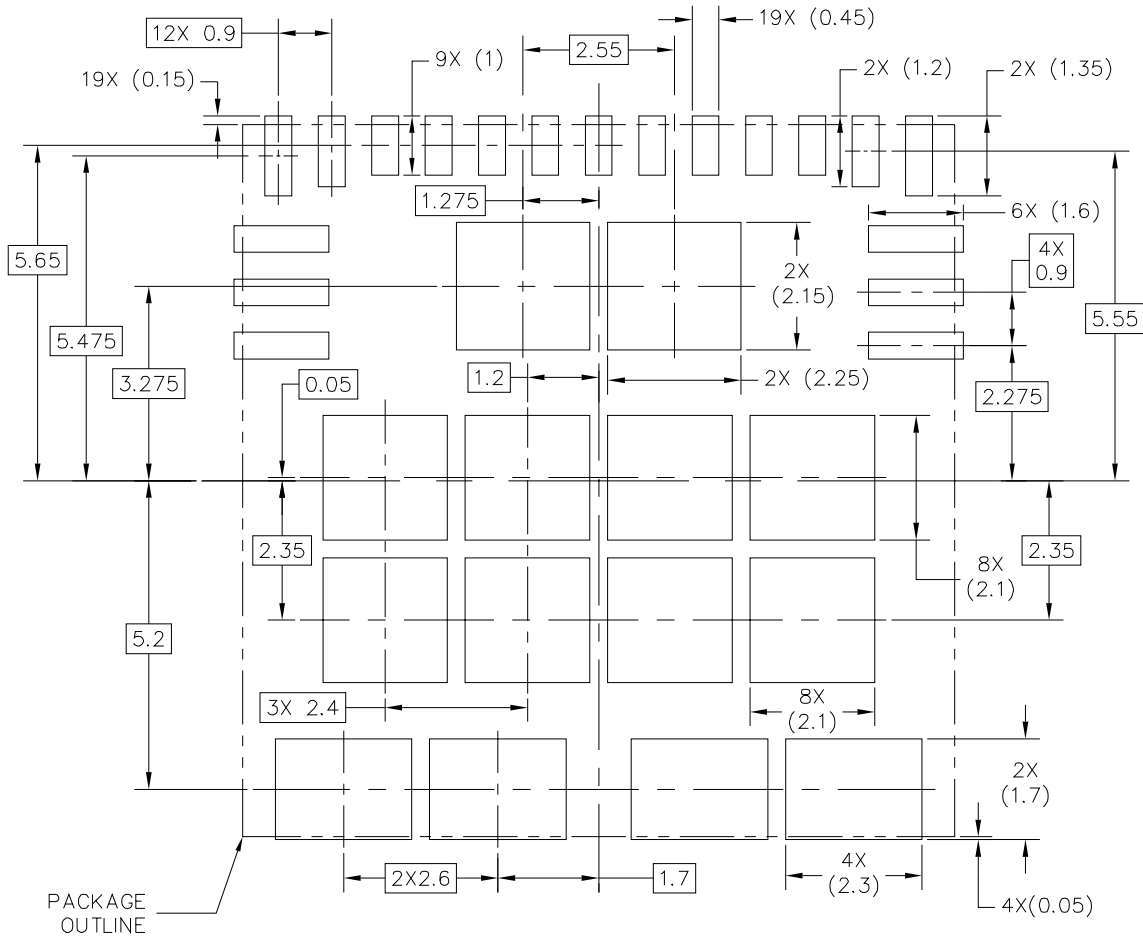 19X (0.45)
12X 0.9
2.55
9X (1)
2X (1.2)
2X (1.35)
19X (0.15)
1.275
6X (1.6)
5.65
4X
0.9
2X
(2.15)
5.55
5.475
3.275
0.05
1.2
2X (2.25)
2.275
2.35
2.35
8X
(2.1)
5.2
3X 2.4
8X
(2.1)
2X
(1.7)
2X2.6
1.7
4X
(2.3)
4X(0.05)
PACKAGE
OUTLINE